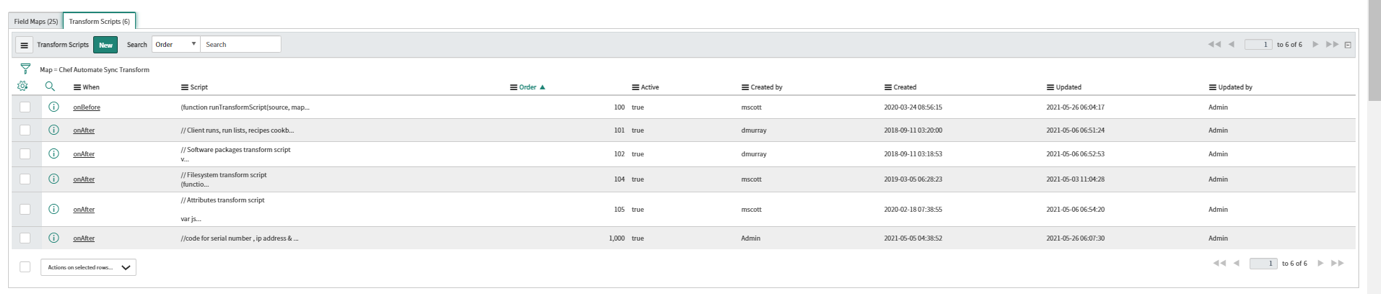 Field Maps (25) Transform Scripts (6)
Transform Scripts New Search Order Search 1 to 6 of 6
Map = Chef Automate Sync Transform
When Script Order Active Created by Created Updated Updated by
onBefore (function runTransformScript(source, map... 100 true mscott 2020-03-24 08:56:15 2021-05-26 06:04:17 Admin
onAfter // Client runs, run lists, recipes cookb... 101 true dmurray 2018-09-11 03:20:00 2021-05-06 06:51:24 Admin
// Software packages transform script
onAfter 102 true dmurray 2018-09-11 03:18:53 2021-05-06 06:52:53 Admin
v...
// Filesystem transform script
onAfter 104 true mscott 2019-03-05 06:28:23 2021-05-03 11:04:28 Admin
(functio...
// Attributes transform script
onAfter 105 true mscott 2020-02-18 07:38:55 2021-05-06 06:54:20 Admin
var js...
onAfter //code for serial number , ip address & ... 1,000 true Admin 2021-05-05 04:38:52 2021-05-26 06:07:30 Admin
Actions on selected rows... 1 to 6 of 6